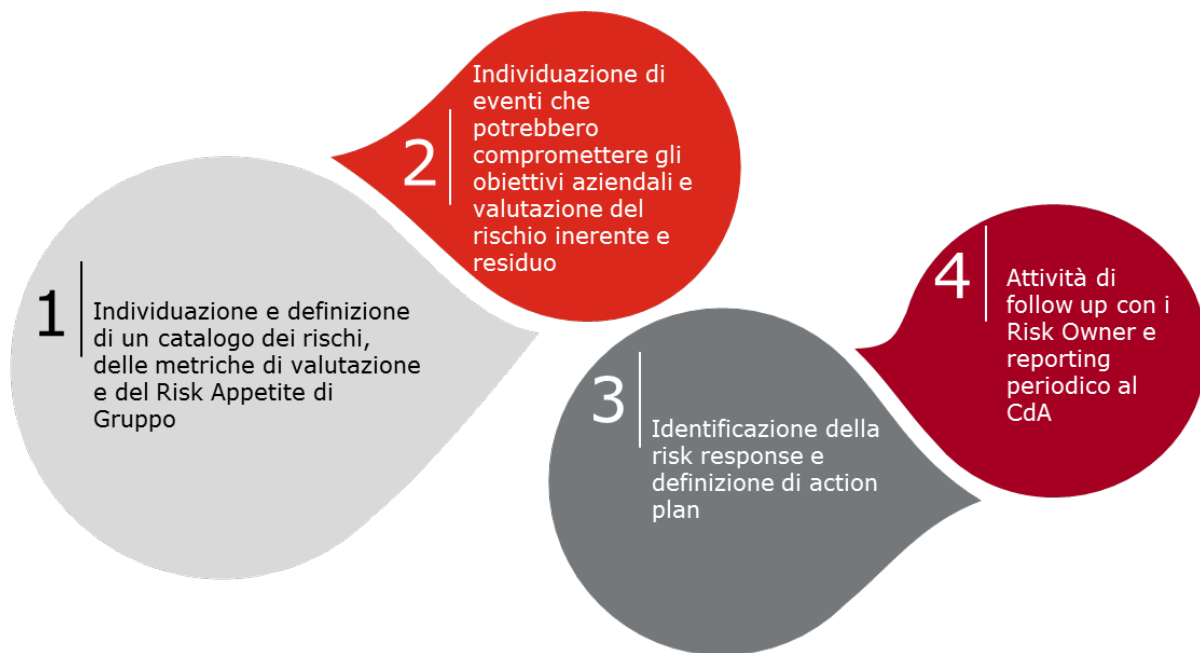 1
Individuazione e definizione
di un catalogo dei rischi,
delle metriche di valutazione
e del Risk Appetite di
Gruppo
2
Individuazione di
eventi che
potrebbero
compromettere gli
obiettivi aziendali e
valutazione del
rischio inerente e
residuo
3
Identificazione della
risk response e
definizione di action
plan
4
Attività di
follow up con i
Risk Owner e
reporting
periodico al
CdA